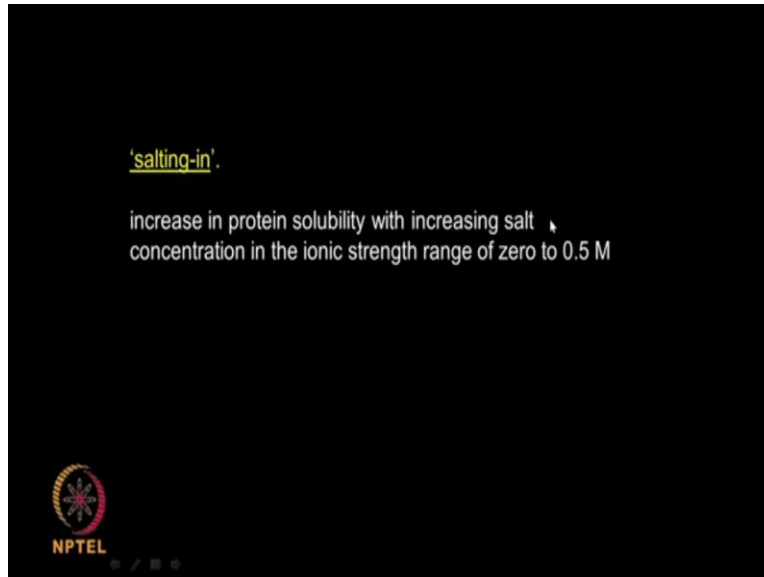 ‘salting-in’.
increase in protein solubility with increasing salt
concentration in the ionic strength range of zero to 0.5 M
NPTEL